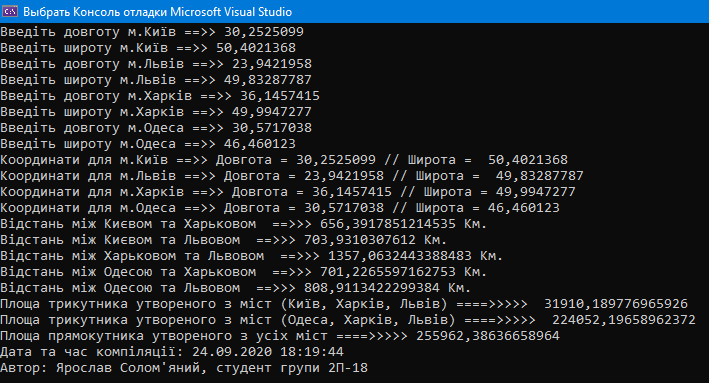 Выбрать Консоль отладки Microsoft Visual Studio
Введіть довготу м.Київ ==>> 30,2525099
Введіть широту м.Київ ==>> 50,4021368
Введіть довготу м.Львів ==>> 23,9421958
Введіть широту м.Львів ==>> 49,83287787
Введіть довготу м.Харків ==>> 36,1457415
Введіть широту м.Харків ==>> 49,9947277
Введіть довготу м.Одеса ==>> 30,5717038
Введіть широту м.Одеса ==>> 46,460123
Координати для м.Київ ==>> Довгота = 30,2525099 // Широта =  50,4021368
Координати для м.Львів ==>> Довгота = 23,9421958 // Широта =  49,83287787
Координати для м.Харків ==>> Довгота = 36,1457415 // Широта = 49,9947277
Координати для м.Одеса ==>> Довгота = 30,5717038 // Широта = 46,460123
Відстань між Києвом та Харьковом  ==>>> 656,3917851214535 Км.
Відстань між Києвом та Львовом  ==>>> 703,9310307612 Км.
Відстань між Харьковом та Львовом  ==>>> 1357,0632443388483 Км.
Відстань між Одесою та Харьковом  ==>>> 701,2265597162753 Км.
Відстань між Одесою та Львовом  ==>>> 808,9113422299384 Км.
Площа трикутника утвореного з міст (Київ, Харків, Львів) ====>>>>>  31910,189776965926
Площа трикутника утвореного з міст (Одеса, Харків, Львів) ====>>>>>  224052,19658962372
Площа прямокутника утвореного з усіх міст ====>>>>> 255962,38636658964
Дата та час компіляції: 24.09.2020 18:19:44
Автор: Ярослав Солом'яний, студент групи 2П-18